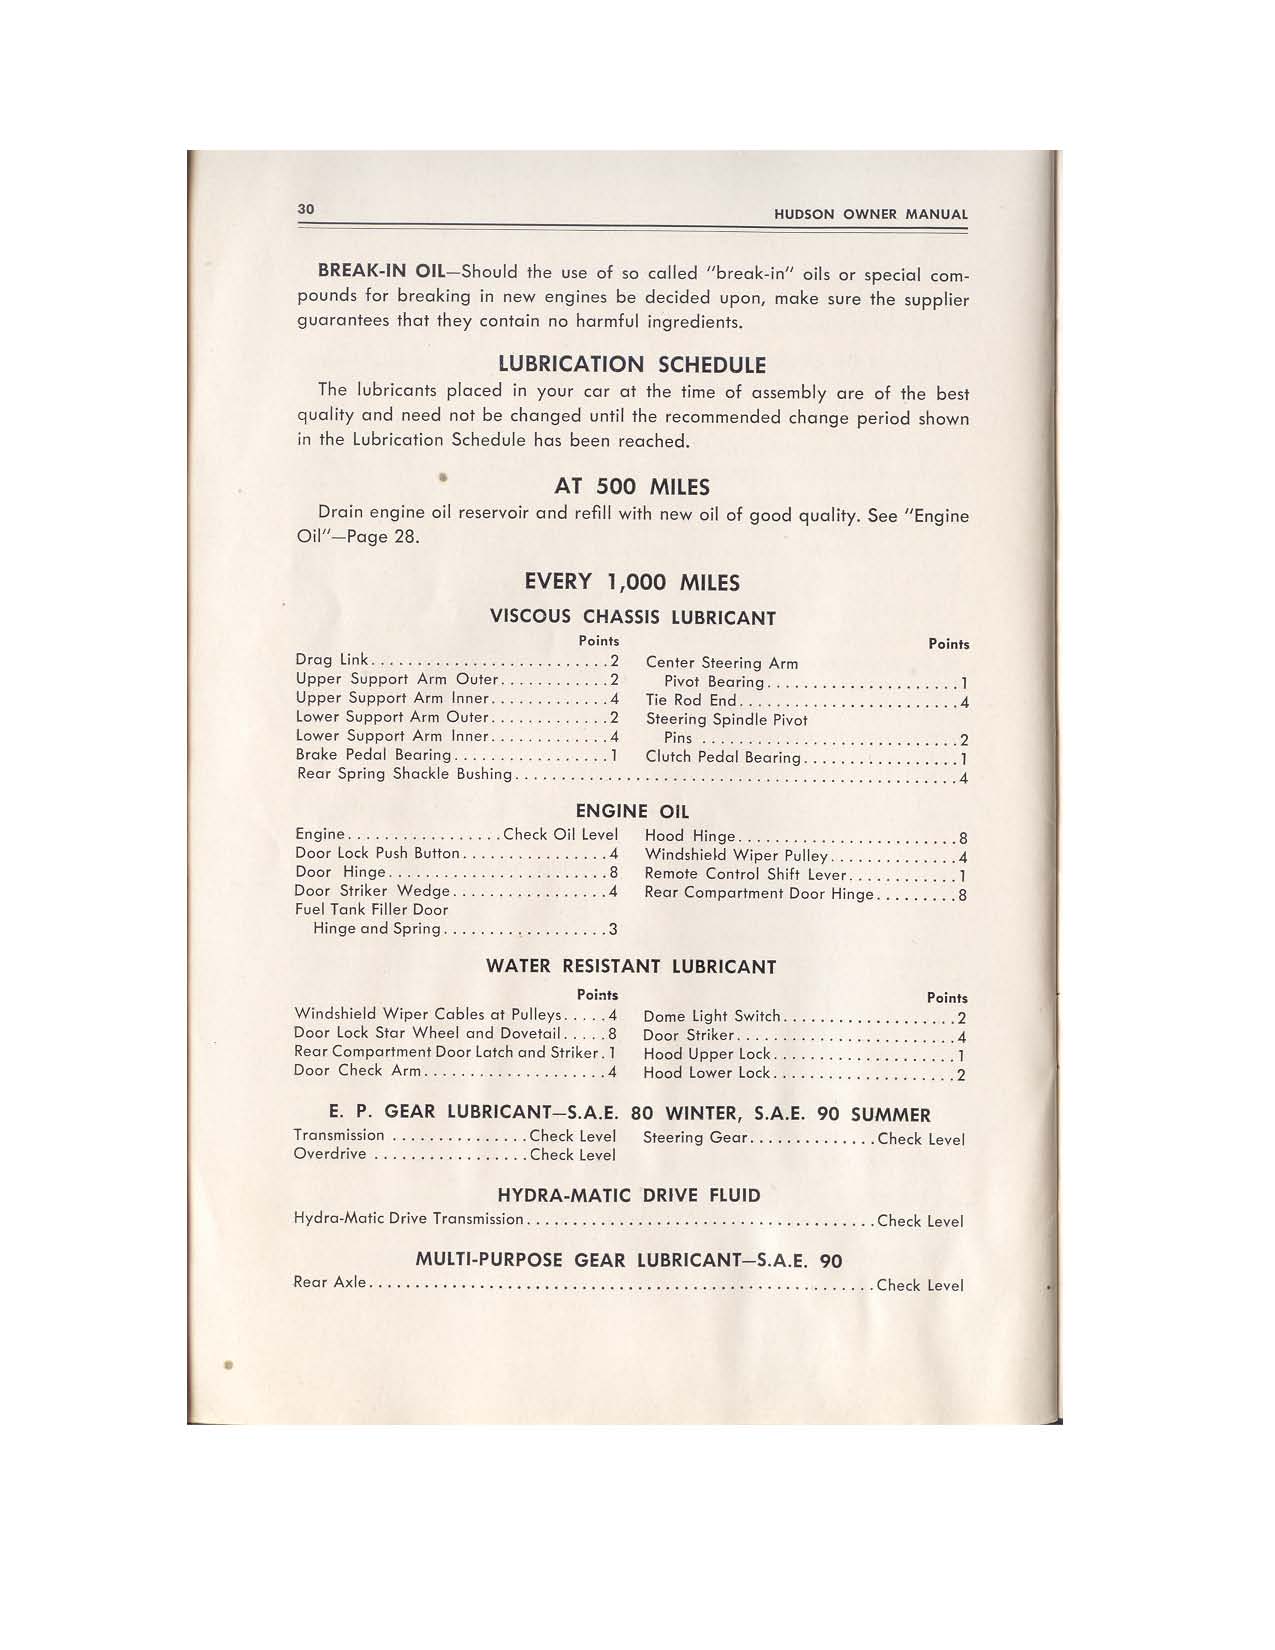 30
HUDSON OWNER MANUAL
BREAK-IN OIL—Should the use of so called "break-in" oils or special com-
pounds for breaking in new engines be decided upon, make sure the supplier
guarantees that they contain no harmful ingredients.
LUBRICATION SCHEDULE
The lubricants placed in your car at the time of assembly are of the best
quality and need not be changed until the recommended change period shown
in the Lubrication Schedule has been reached.
AT 500 MILES
Drain engine oil reservoir and refill with new oil of good quality. See "Engine
Oil"—Page 28.
EVERY 1,000 MILES
VISCOUS CHASSIS LUBRICANT
Points
Drag Link..........................2
Upper Support Arm Outer............2
Upper Support Arm Inner.............4
Lower Support Arm Outer.............2
Lower Support Arm Inner.............4
Brake Pedal Bearing.................1
Points
Center Steering Arm
Pivot Bearing.....................1
Tie Rod End........................4
Steering Spindle Pivot
Pins ............................2
Clutch Pedal Bearing.................1
Rear Spring Shackle Bushing................................................4
ENGINE OIL
Engine.................Check Oil Level
Door Lock Push Button................4
Door Hinge........................8
Door Striker Wedge.................4
Fuel Tank Filler Door
Hinge and Spring..................3
Hood Hinge........................8
Windshield Wiper Pulley..............4
Remote Control Shift Lever............1
Rear Compartment Door Hinge.........8
WATER RESISTANT LUBRICANT
Points
Windshield Wiper Cables at Pulleys.....4
Door Lock Star Wheel and Dovetail.....8
Rear Compartment Door Latch and Striker.1
Door Check Arm....................4
Points
Dome Light Switch...................2
Door Striker........................4
Hood Upper Lock....................1
Hood Lower Lock....................2
E. P. GEAR LUBRICANT—S.A.E. 80 WINTER, S.A.E. 90 SUMMER
Transmission ...............Check Level
Overdrive .................Check Level
Steering Gear..............Check Level
HYDRA-MATIC DRIVE FLUID
Hydra-Matic Drive Transmission......................................Check Level
MULTI-PURPOSE GEAR LUBRICANT—S.A.E. 90
Rear Axle.......................................................Check Level